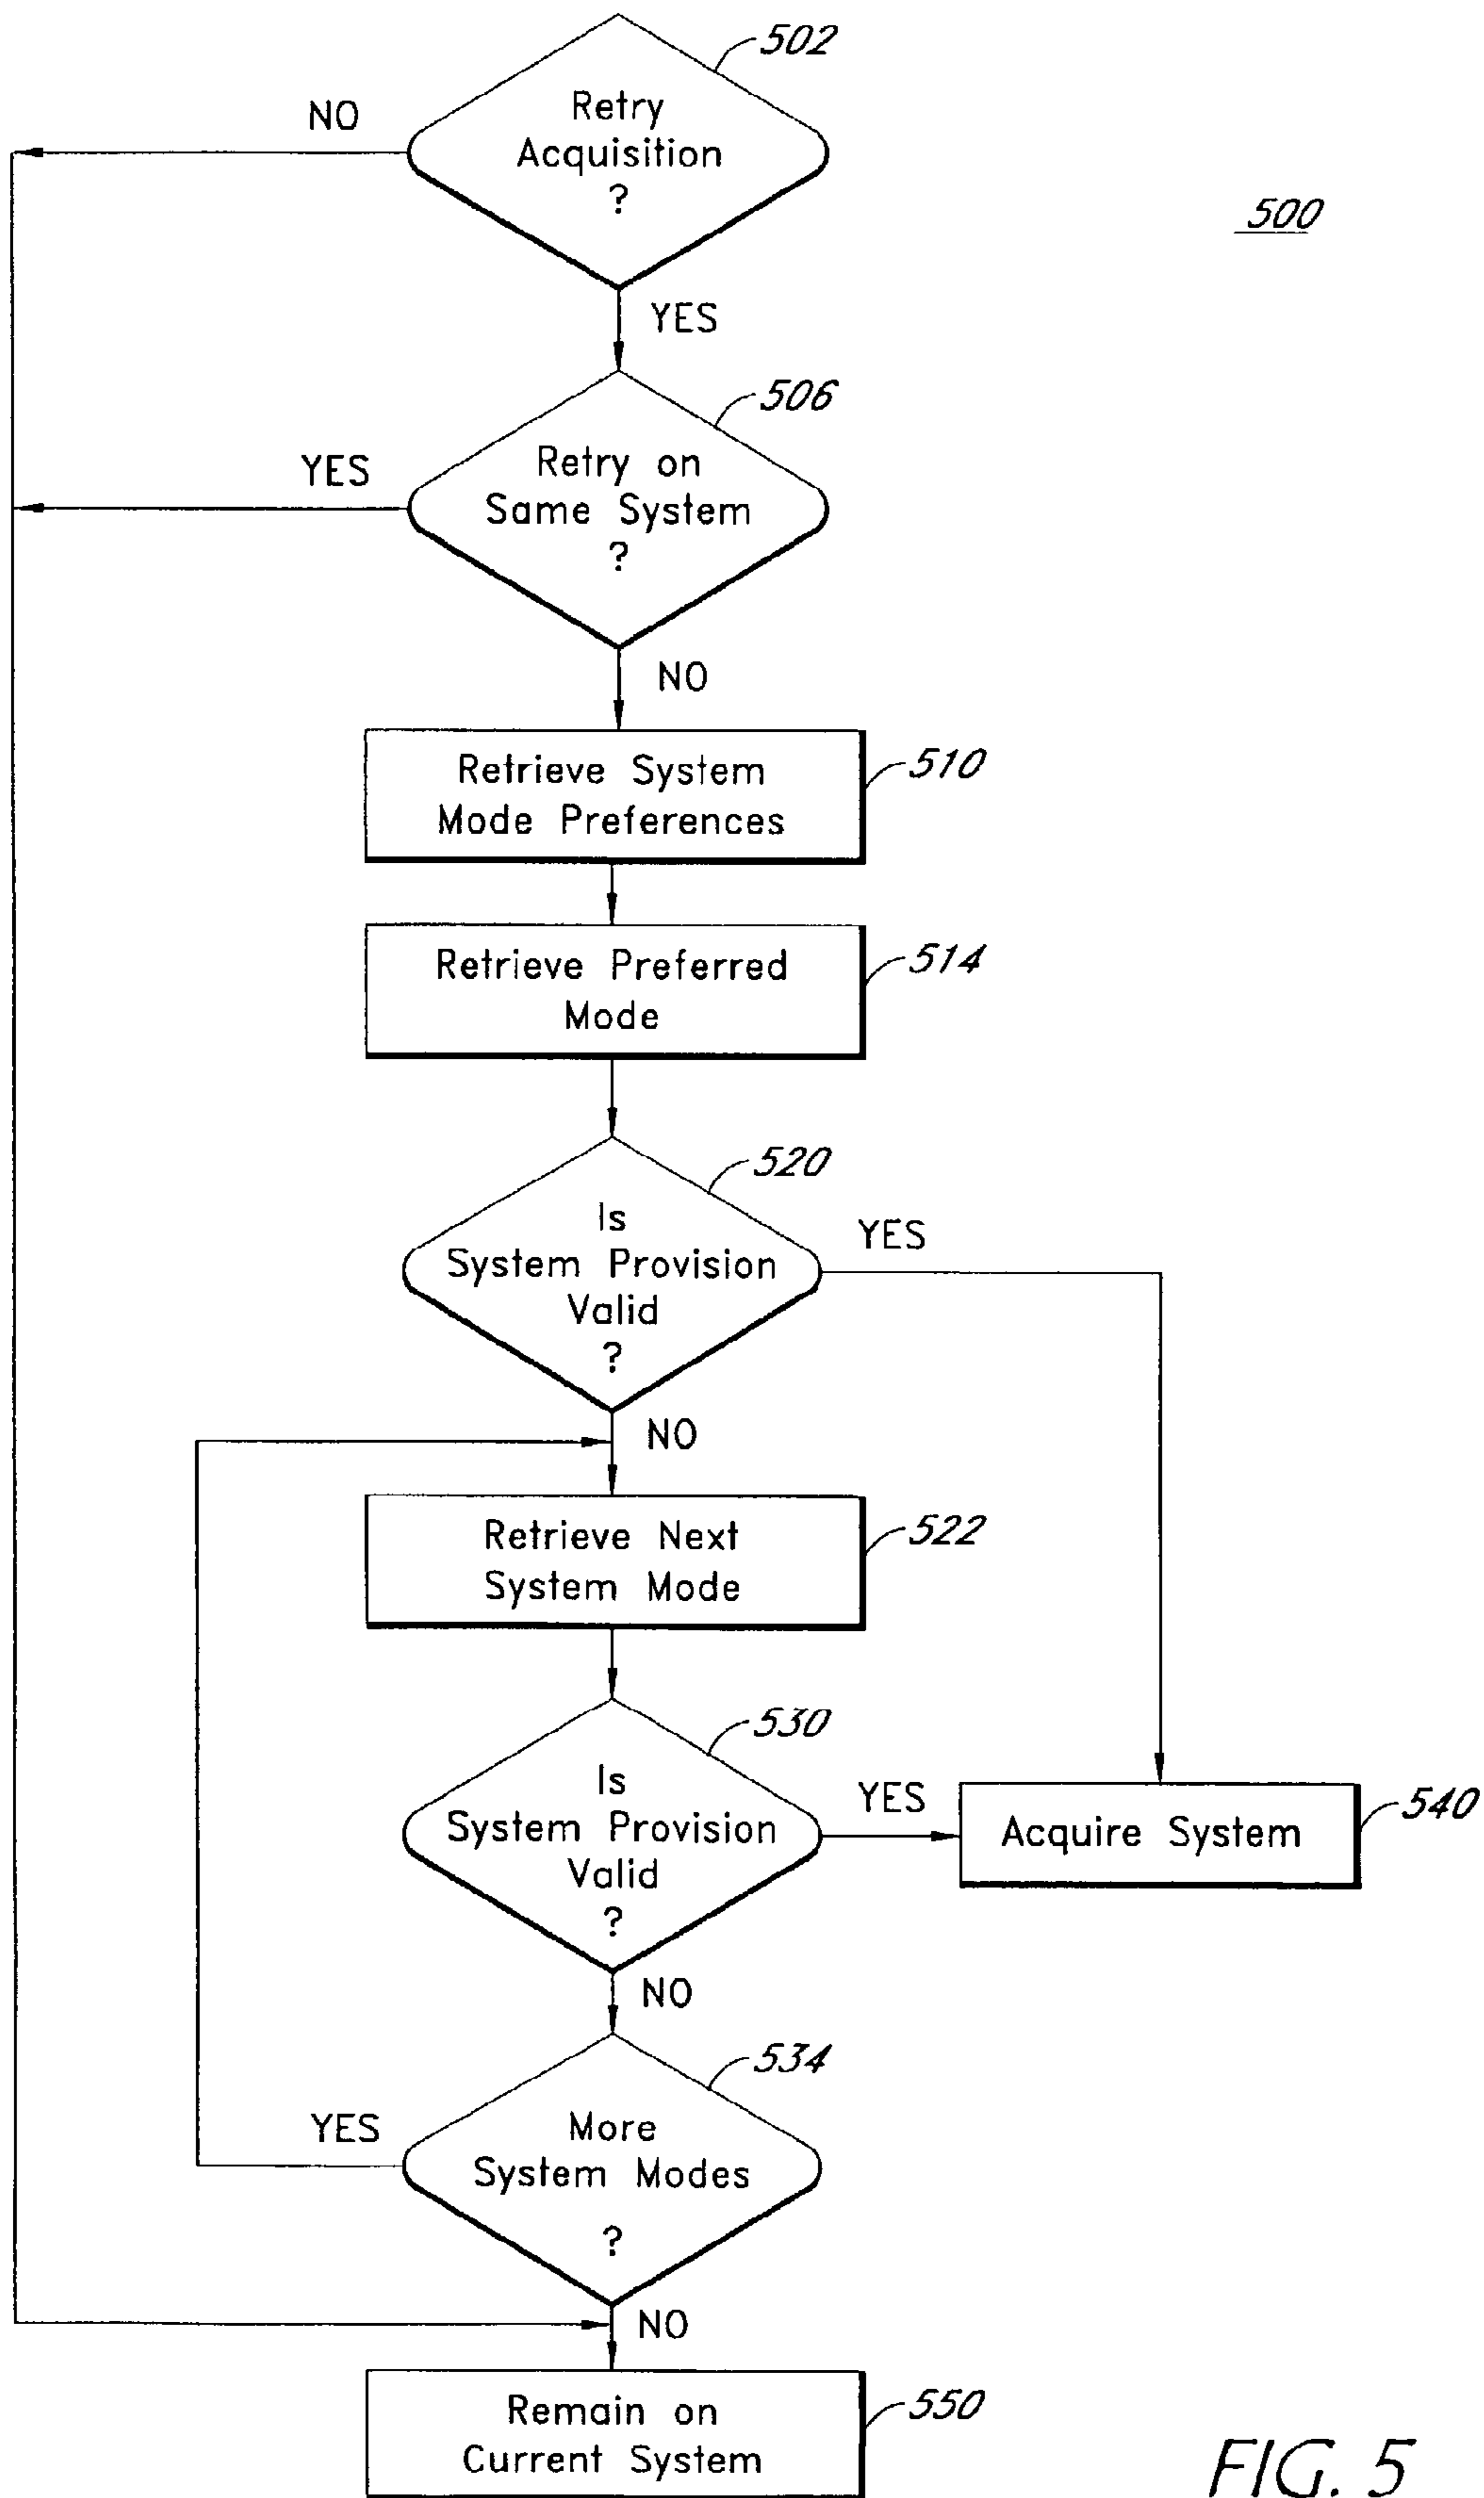 502
NO
Retry
Acquisition
?
500
YES
506
YES
Retry on
Same System
?
NO
Retrieve System
Mode Preferences
510
Retrieve Preferred
Mode
514
520
Is
System Provision
Valid
?
YES
NO
Retrieve Next
System Mode
522
530
Is
System Provision
Valid
?
YES
Acquire System
540
NO
534
YES
More
System Modes
?
NO
Remain on
Current System
550
FIG. 5